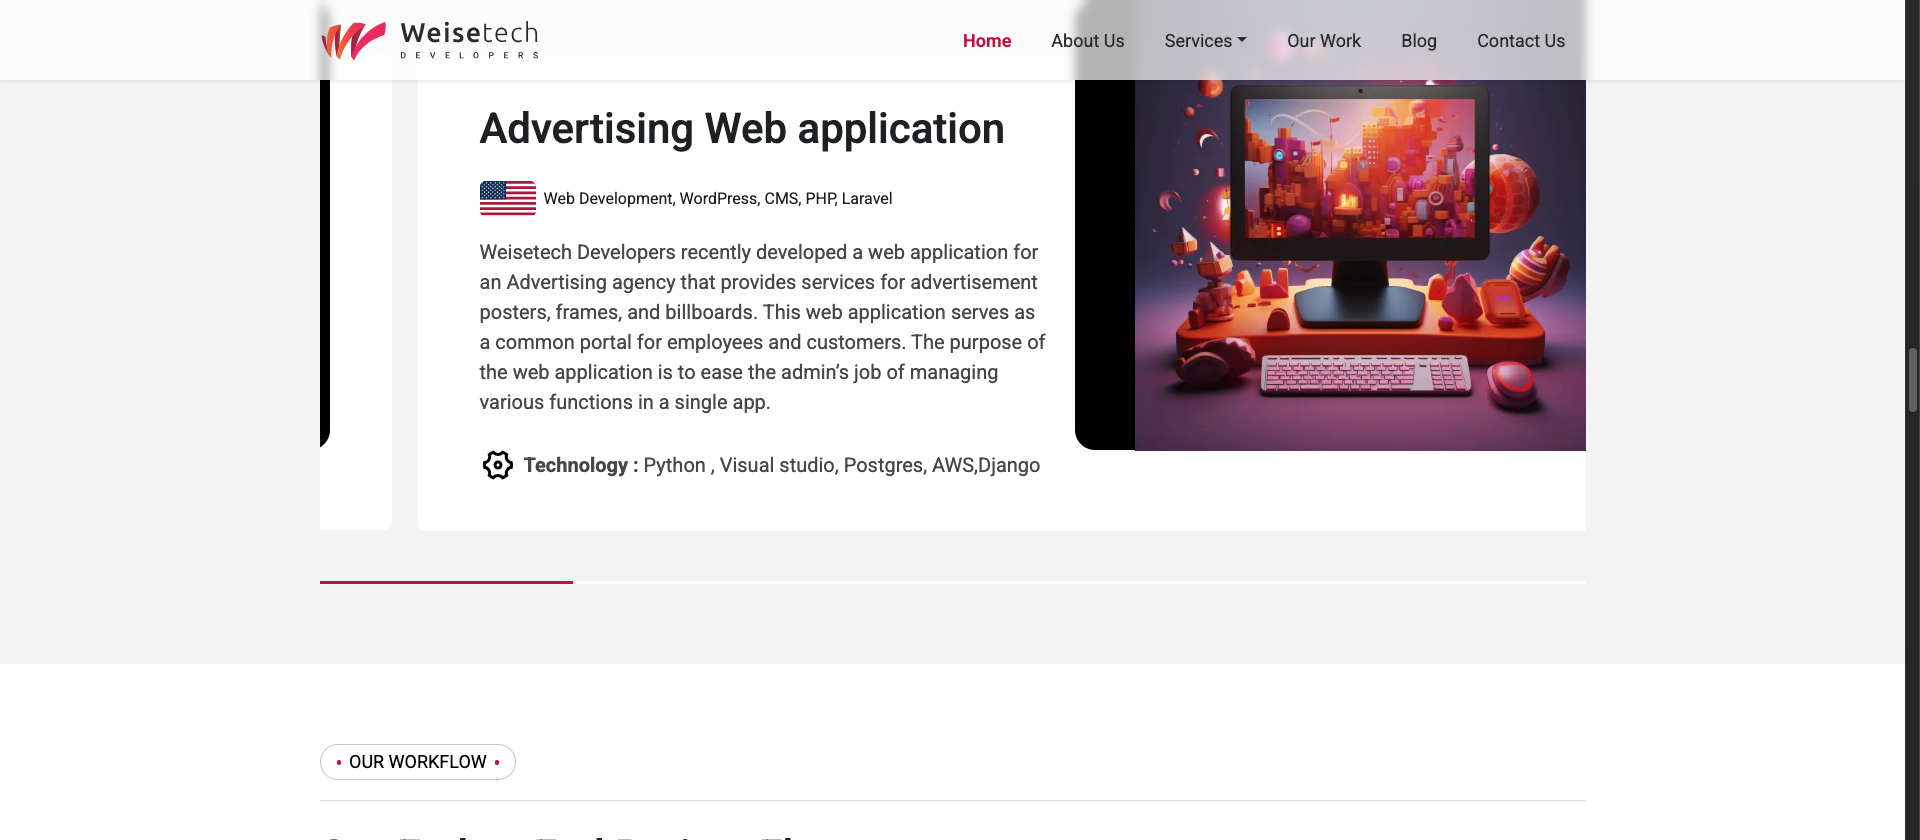 Weisetech
DEVELOPERS
Home
About Us
Services
Our Work
Blog
Contact Us
Advertising Web application
Web Development, WordPress, CMS, PHP, Laravel
Weisetech Developers recently developed a web application for
an Advertising agency that provides services for advertisement
posters, frames, and billboards. This web application serves as
a common portal for employees and customers. The purpose of
the web application is to ease the admin’s job of managing
various functions in a single app.
Technology : Python , Visual studio, Postgres, AWS,Django
• OUR WORKFLOW •